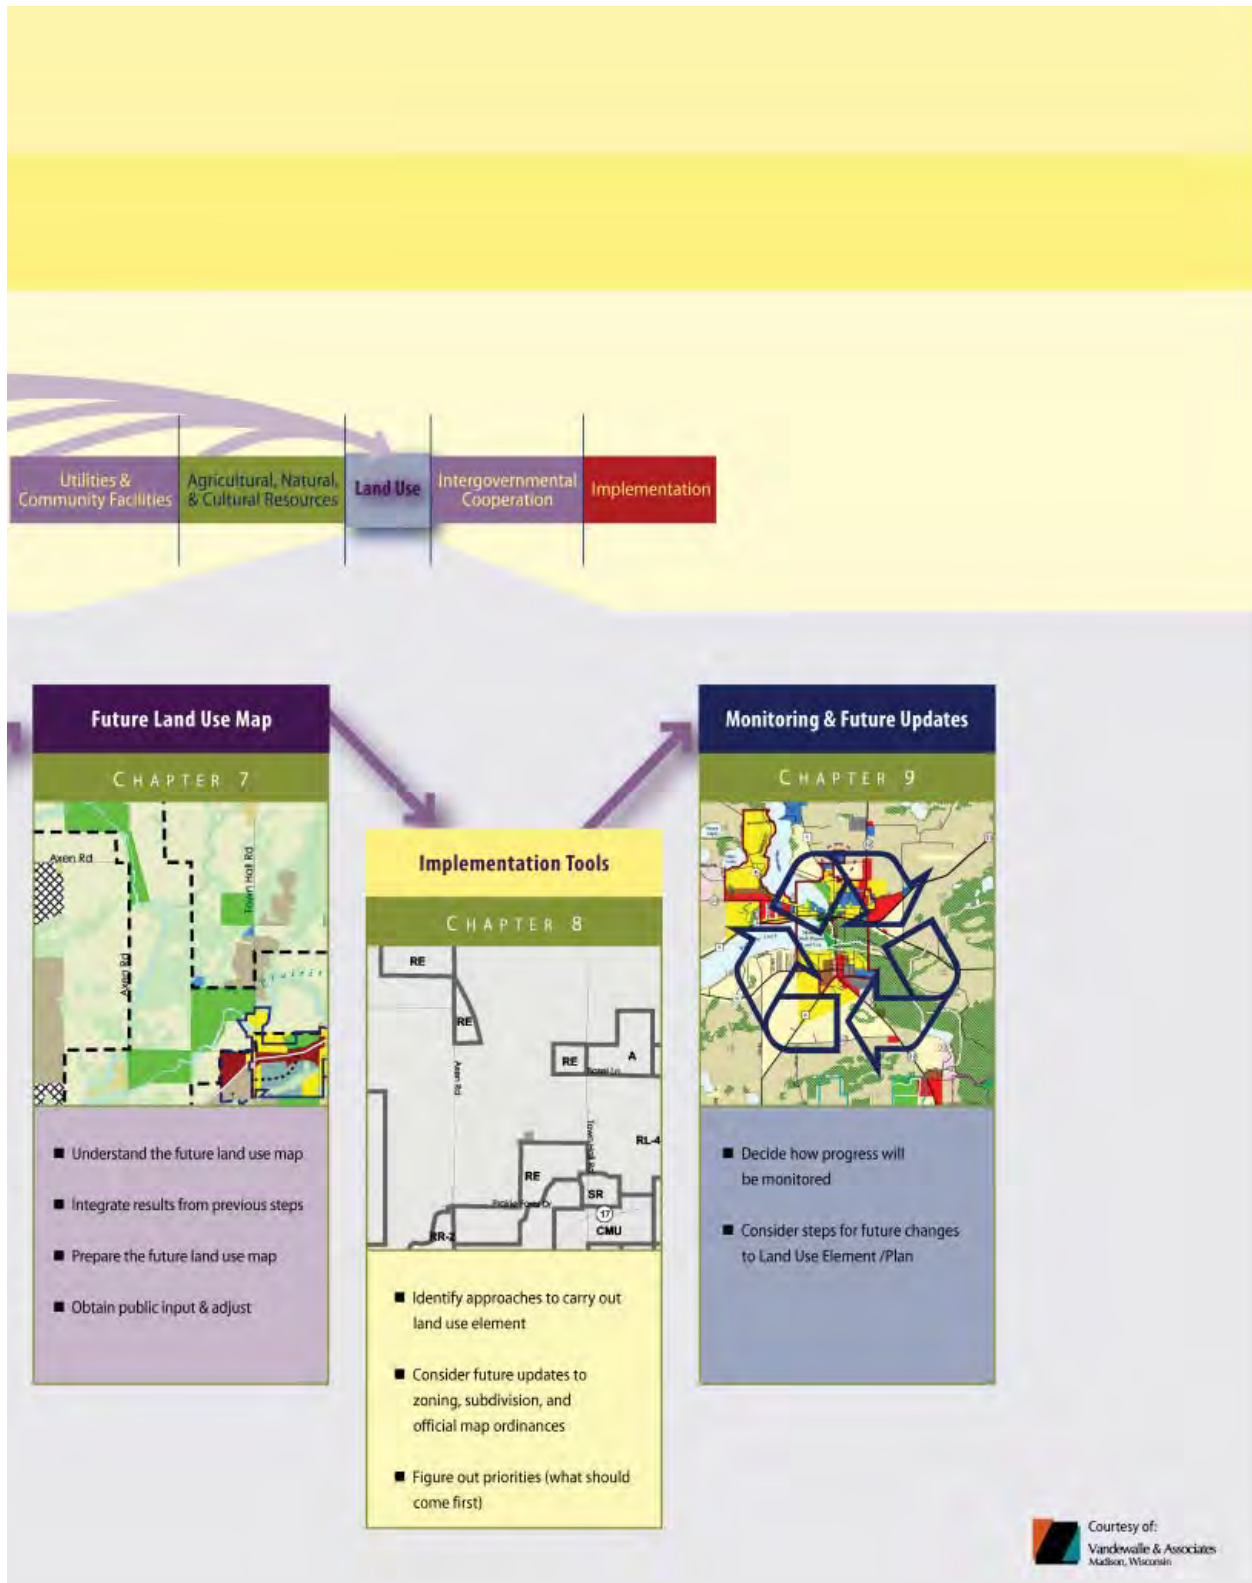 Utilities &
Community Facilities
Agricultural, Natural,
& Cultural Resources
Land Use
Intergovernmental
Cooperation
Implementation
Future Land Use Map
CHAPTER 7
Axen Rd
Town Hall Rd
Axen Rd
■ Understand the future land use map
■ Integrate results from previous steps
■ Prepare the future land use map
■ Obtain public input & adjust
Implementation Tools
CHAPTER 8
RE
RE
RE
A
Axen Rd
Town Hall Rd
RL-4
RE
SR
17
CMU
RR-2
■ Identify approaches to carry out
land use element
■ Consider future updates to
zoning, subdivision, and
official map ordinances
■ Figure out priorities (what should
come first)
Monitoring & Future Updates
CHAPTER 9
■ Decide how progress will
be monitored
■ Consider steps for future changes
to Land Use Element /Plan
Courtesy of:
Vandewalle & Associates
Madison, Wisconsin